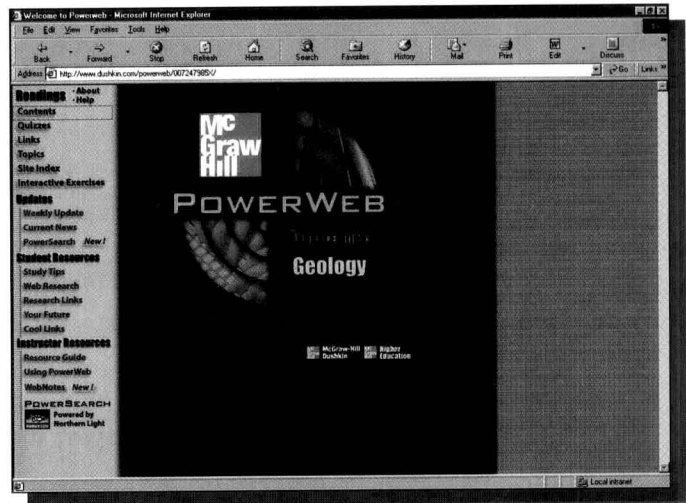 Welcome to Powerweb - Microsoft Internet Explorer
File Edit View Favorites Tools Help
Back Forward Stop Refresh Home Search Favorites History Mail Print Edit Discuss
Address http://www.dushkin.com/powerweb/007247985X/ Go Links »
Readings · About
· Help
Contents
Quizzes
Links
Topics
Site Index
Interactive Exercises
Updates
Weekly Update
Current News
PowerSearch New!
Student Resources
Study Tips
Web Research
Research Links
Your Future
Cool Links
Instructor Resources
Resource Guide
Using PowerWeb
WebNotes New!
POWERSEARCH
Powered by
Northern Light
Mc
Graw
Hill
POWERWEB
Geology
McGraw-Hill
Dushkin
Higher
Education
Local intranet